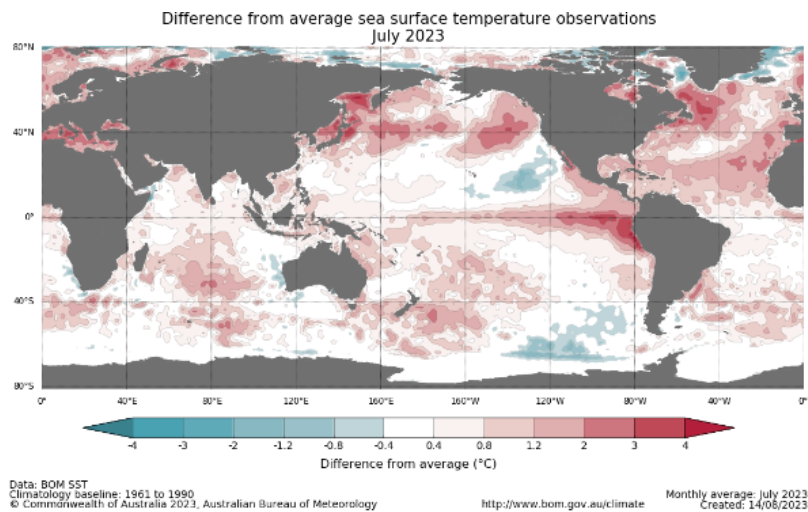 Difference from average sea surface temperature observations
July 2023
80°N
40°N
0°
40°S
80°S
0° 40°E 80°E 120°E 160°E 160°W 120°W 80°W 40°W 0°
-4 -3 -2 -1.2 -0.8 -0.4 0.4 0.8 1.2 2 3 4
Difference from average (°C)
Data: BOM SST
Climatology baseline: 1961 to 1990
© Commonwealth of Australia 2023, Australian Bureau of Meteorology
http://www.bom.gov.au/climate
Monthly average: July 2023
Created: 14/08/2023